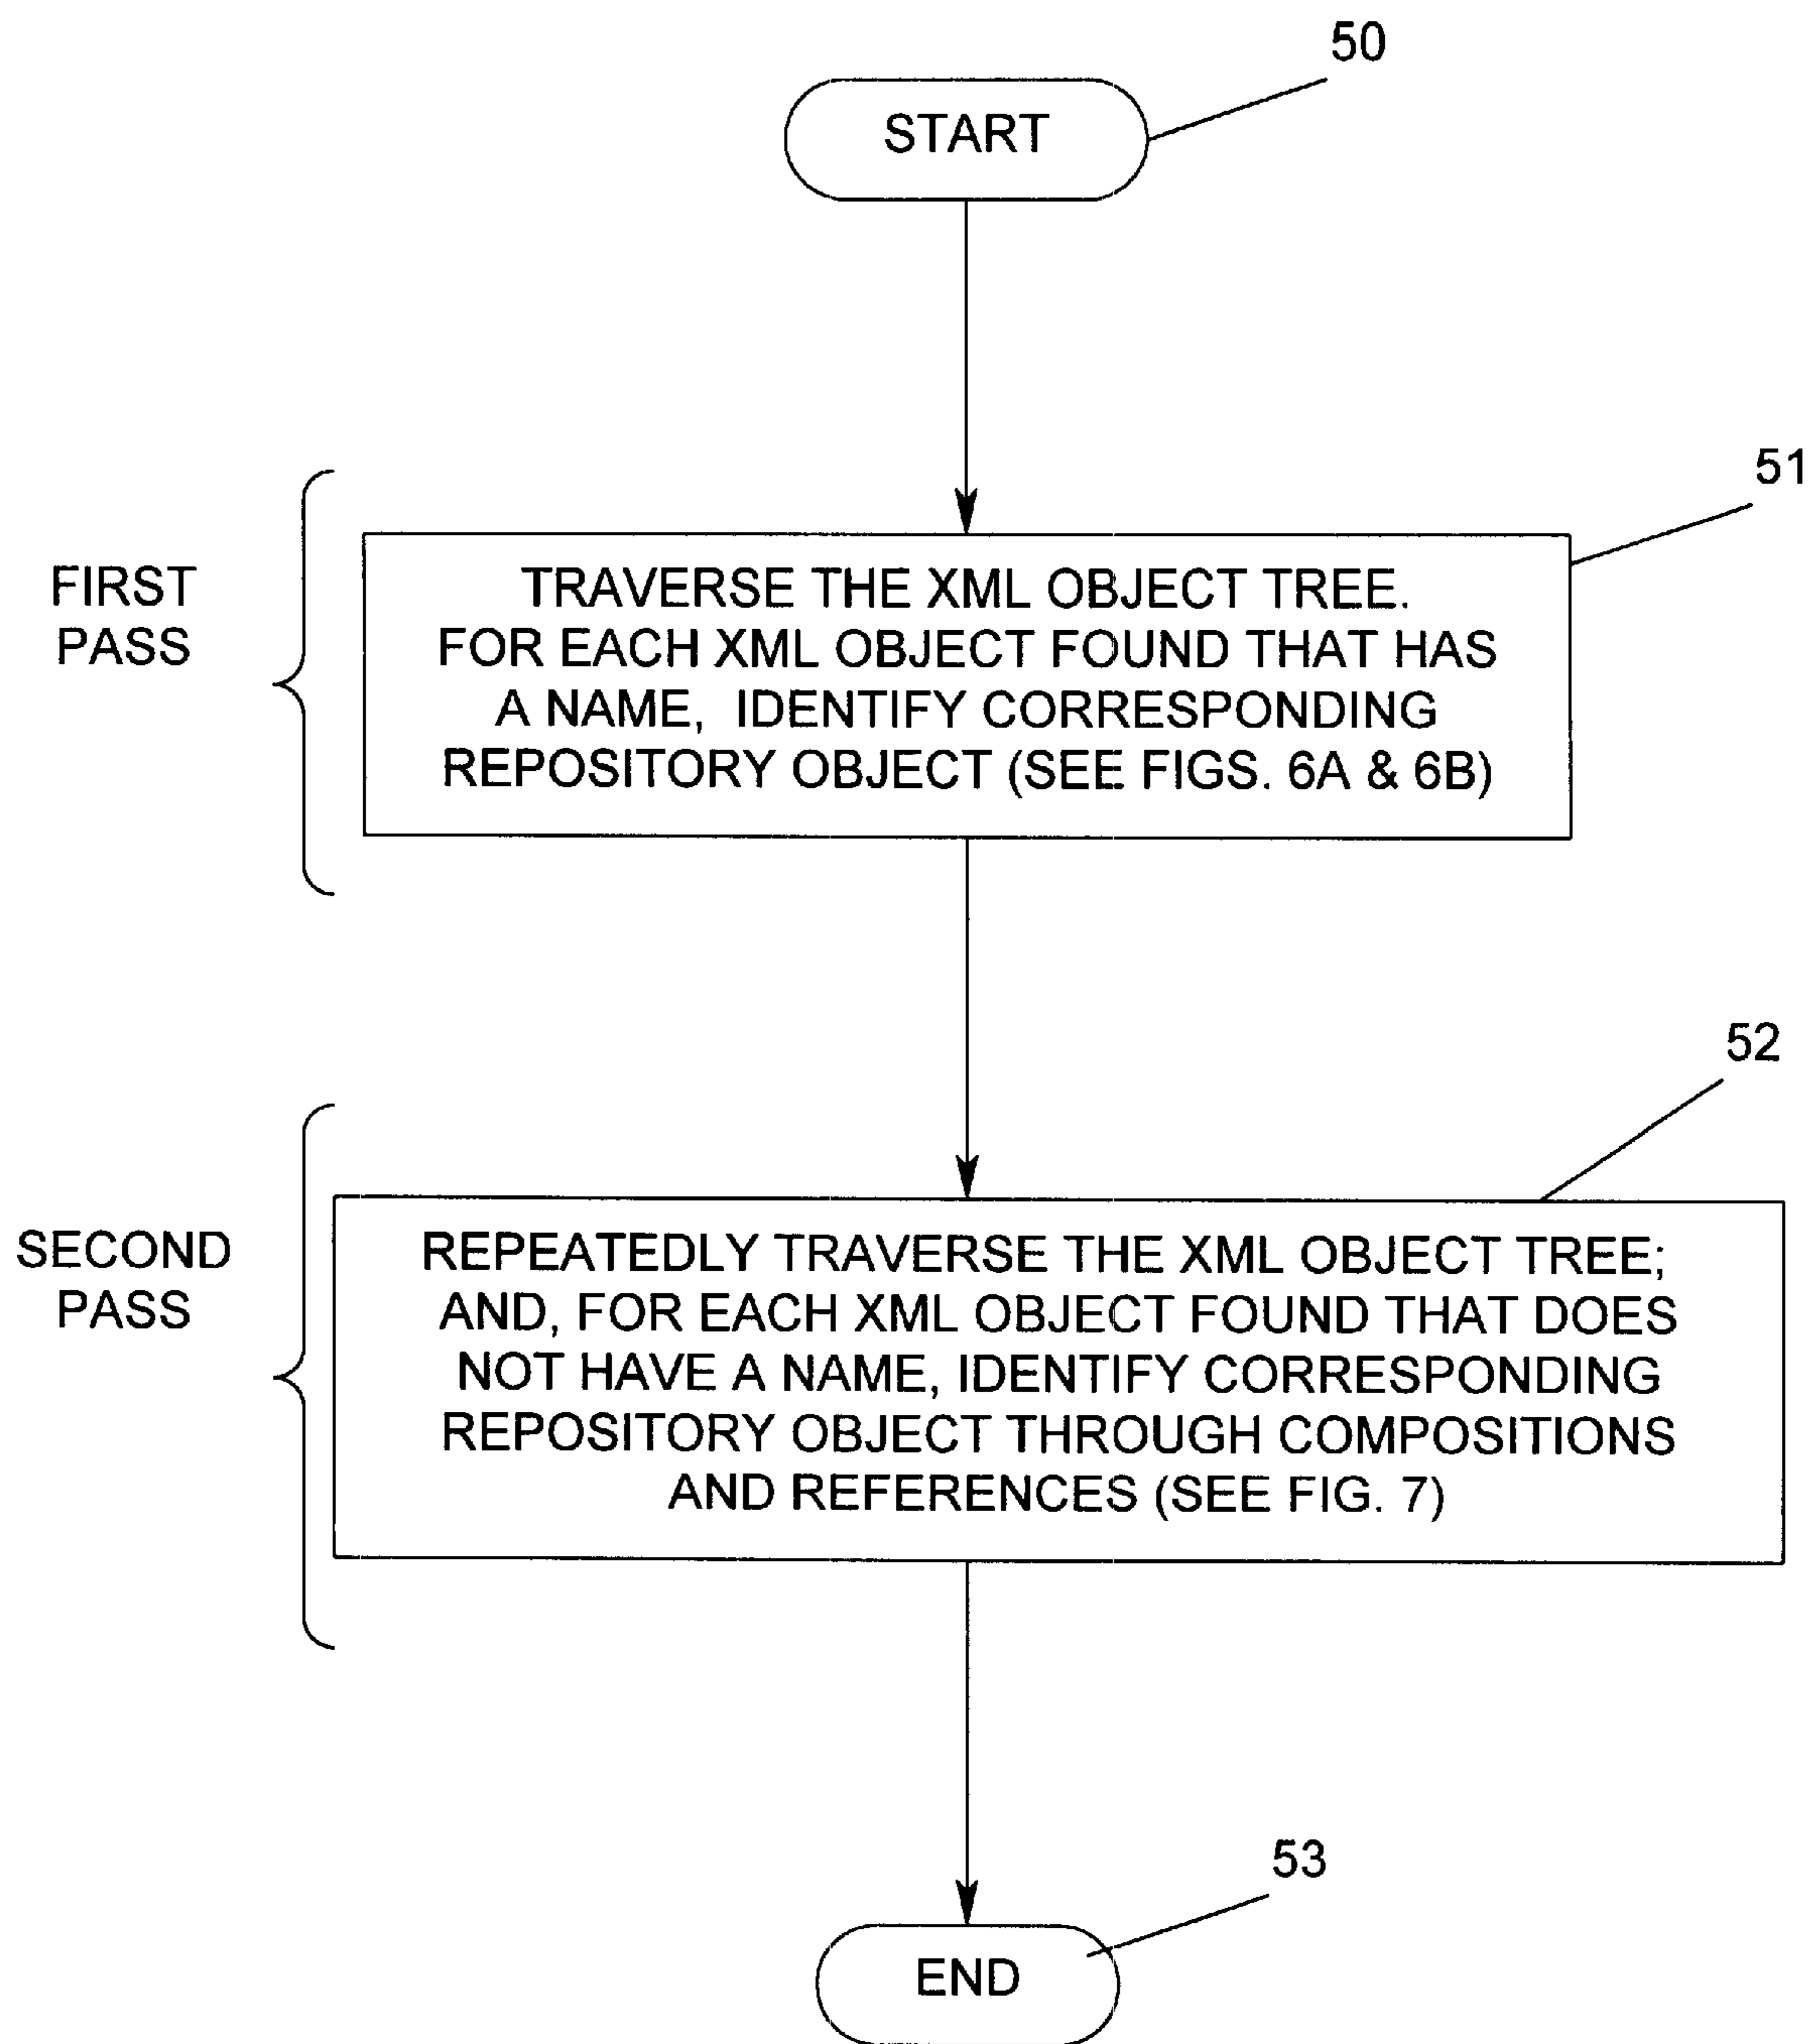 50
START
51
FIRST
PASS
TRAVERSE THE XML OBJECT TREE.
FOR EACH XML OBJECT FOUND THAT HAS
A NAME, IDENTIFY CORRESPONDING
REPOSITORY OBJECT (SEE FIGS. 6A & 6B)
52
SECOND
PASS
REPEATEDLY TRAVERSE THE XML OBJECT TREE;
AND, FOR EACH XML OBJECT FOUND THAT DOES
NOT HAVE A NAME, IDENTIFY CORRESPONDING
REPOSITORY OBJECT THROUGH COMPOSITIONS
AND REFERENCES (SEE FIG. 7)
53
END